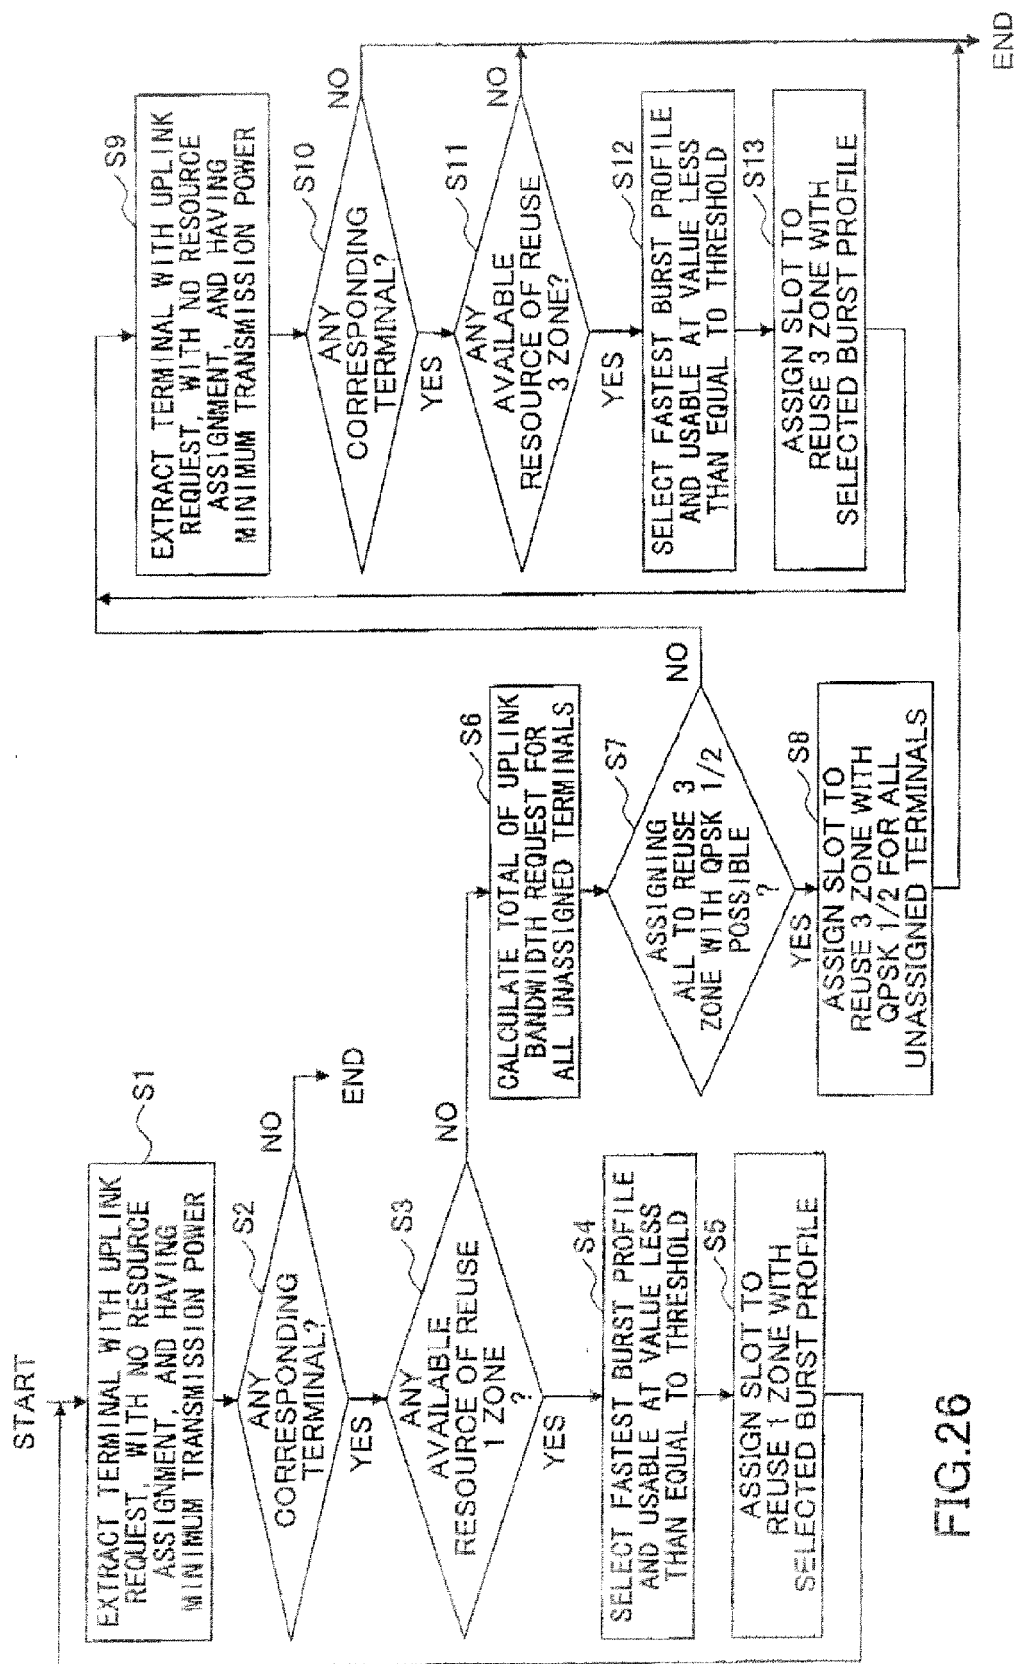 START
S1
EXTRACT TERMINAL WITH UPLINK
REQUEST, WITH NO RESOURCE
ASSIGNMENT, AND HAVING
MINIMUM TRANSMISSION POWER
S2
ANY
CORRESPONDING
TERMINAL?
NO
END
YES
S3
ANY
AVAILABLE
RESOURCE OF REUSE
1 ZONE
?
NO
YES
S4
SELECT FASTEST BURST PROFILE
AND USABLE AT VALUE LESS
THAN EQUAL TO THRESHOLD
S5
ASSIGN SLOT TO
REUSE 1 ZONE WITH
SELECTED BURST PROFILE
S6
CALCULATE TOTAL OF UPLINK
BANDWIDTH REQUEST FOR
ALL UNASSIGNED TERMINALS
S7
ASSIGNING
ALL TO REUSE 3
ZONE WITH QPSK 1/2
POSSIBLE
?
NO
YES
S8
ASSIGN SLOT TO
REUSE 3 ZONE WITH
QPSK 1/2 FOR ALL
UNASSIGNED TERMINALS
S9
EXTRACT TERMINAL WITH UPLINK
REQUEST, WITH NO RESOURCE
ASSIGNMENT, AND HAVING
MINIMUM TRANSMISSION POWER
S10
ANY
CORRESPONDING
TERMINAL?
NO
YES
S11
ANY
AVAILABLE
RESOURCE OF REUSE
3 ZONE?
NO
YES
S12
SELECT FASTEST BURST PROFILE
AND USABLE AT VALUE LESS
THAN EQUAL TO THRESHOLD
S13
ASSIGN SLOT TO
REUSE 3 ZONE WITH
SELECTED BURST PROFILE
END
FIG.26